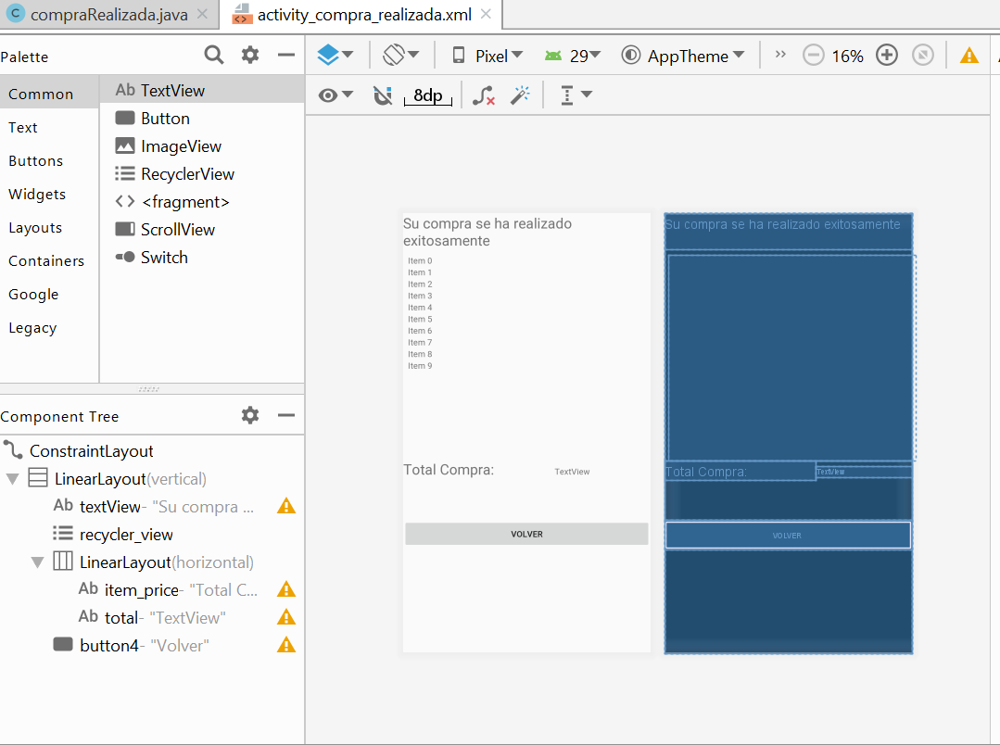 compraRealizada.java
activity_compra_realizada.xml
Palette
Pixel
29
AppTheme
16%
8dp
Common
Text
Buttons
Widgets
Layouts
Containers
Google
Legacy
Ab TextView
Button
ImageView
RecyclerView
<fragment>
ScrollView
Switch
Component Tree
ConstraintLayout
LinearLayout(vertical)
Ab textView- "Su compra ...
recycler_view
LinearLayout(horizontal)
Ab item_price- "Total C...
Ab total- "TextView"
button4- "Volver"
Su compra se ha realizado
exitosamente
Item 0
Item 1
Item 2
Item 3
Item 4
Item 5
Item 6
Item 7
Item 8
Item 9
Total Compra:
TextView
VOLVER
Su compra se ha realizado exitosamente
Total Compra:
TextView
VOLVER